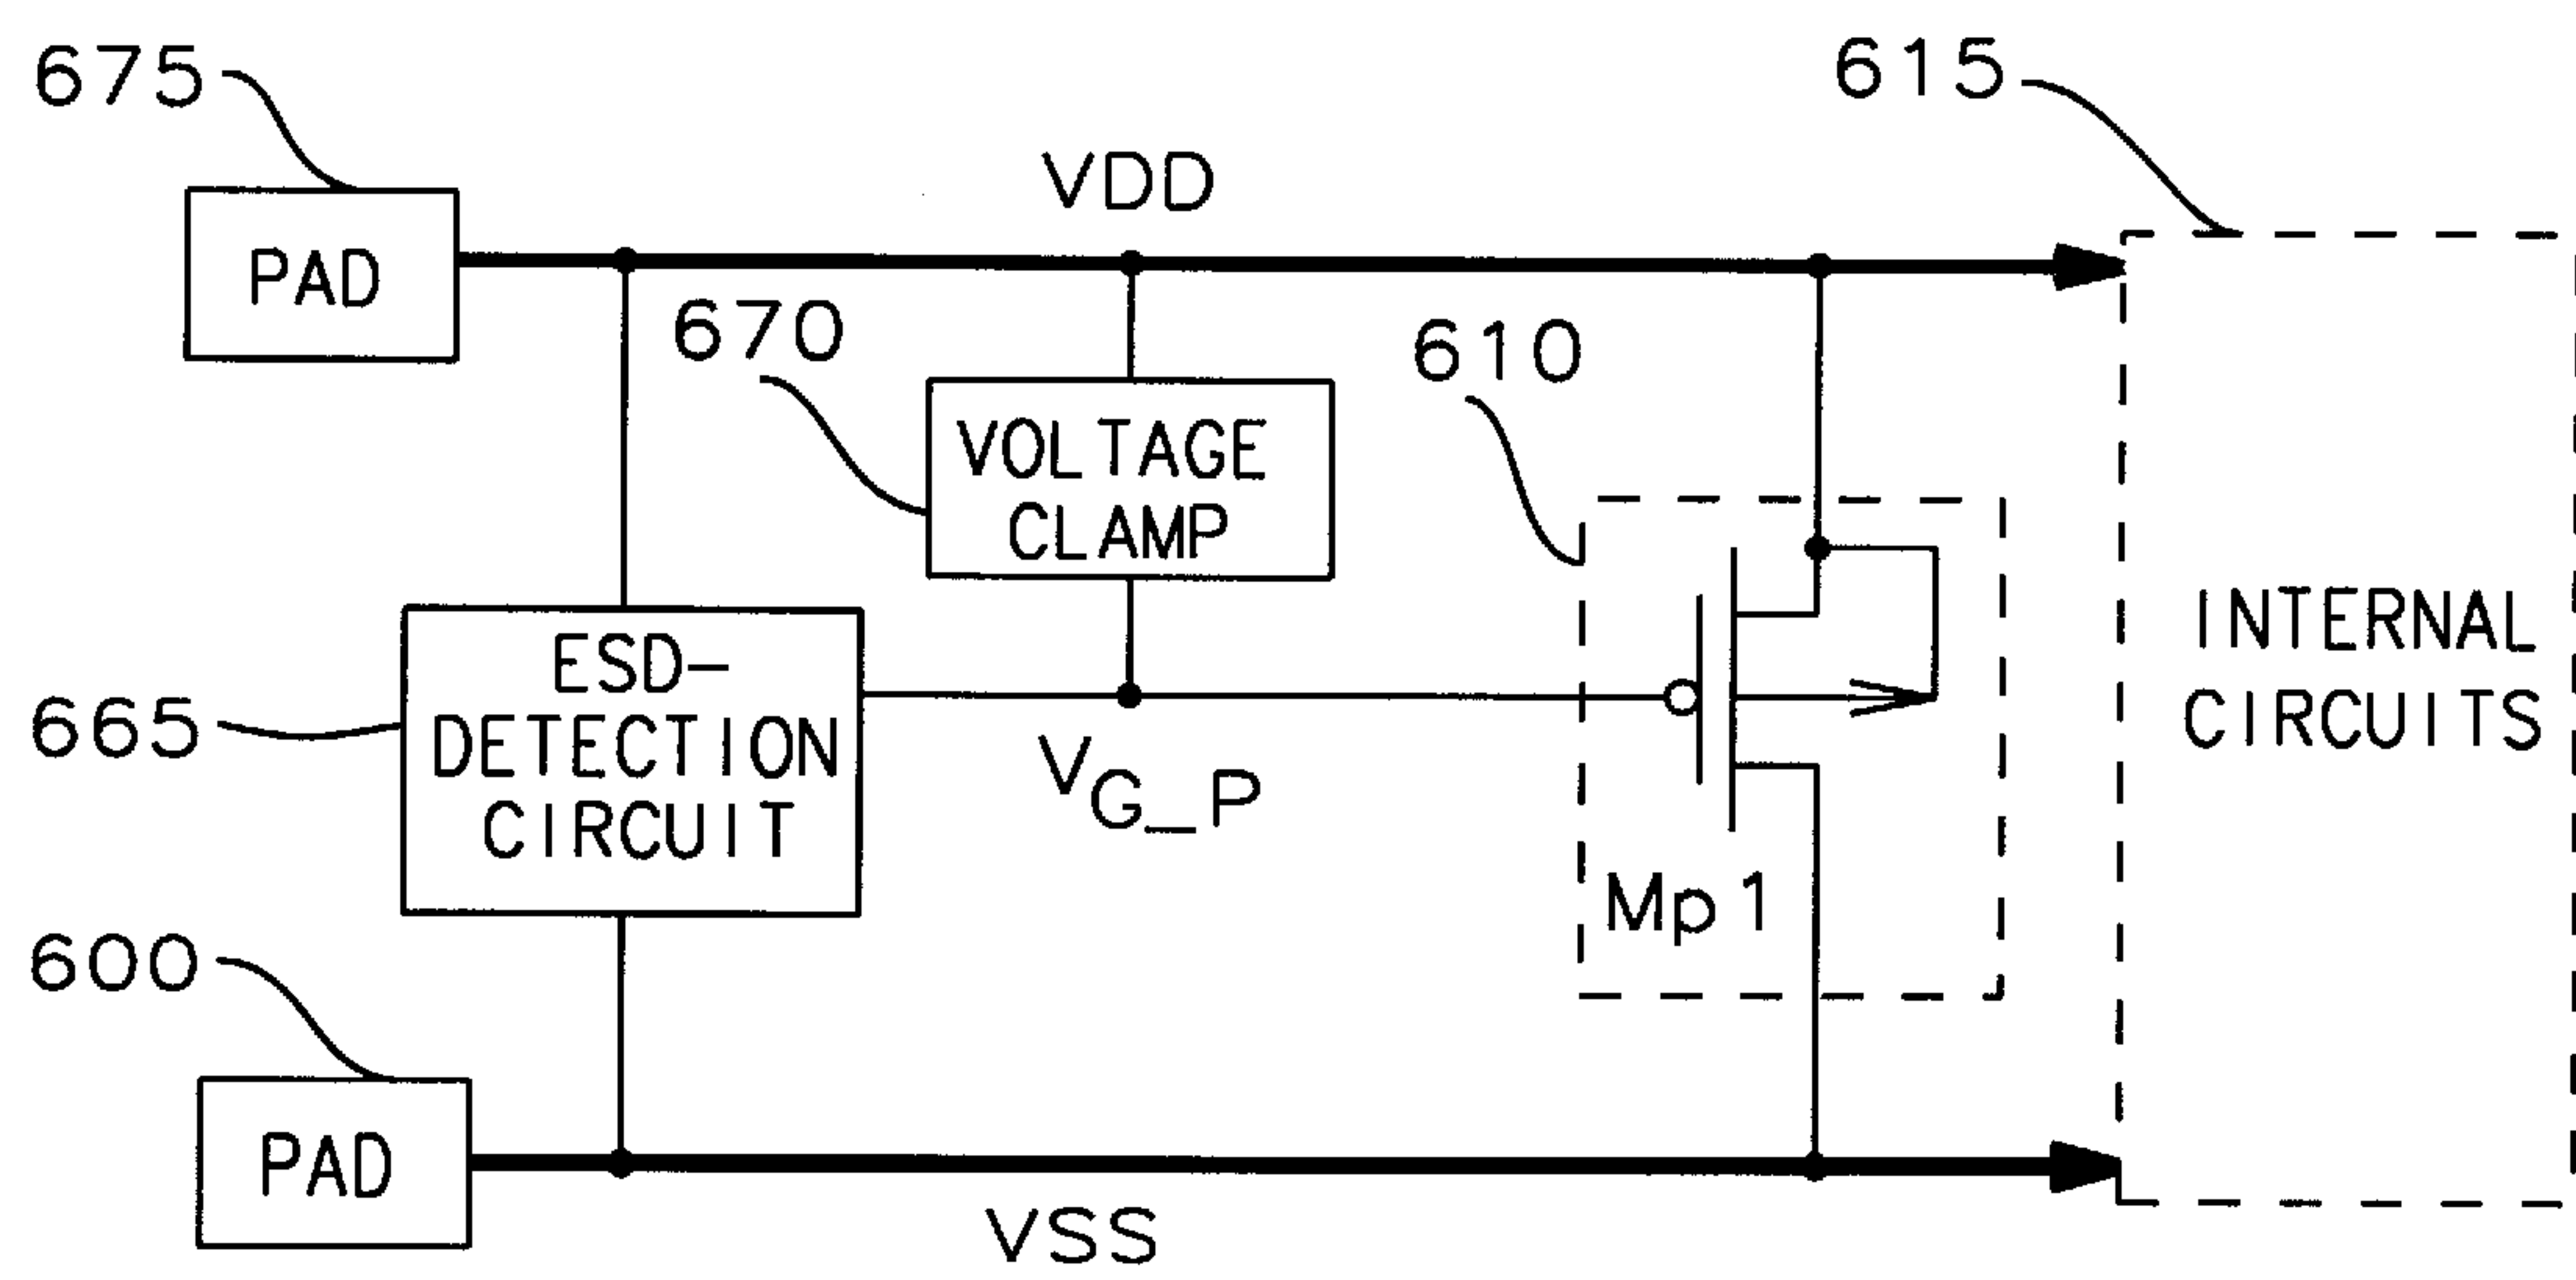 675
615
VDD
PAD
670
610
VOLTAGE
CLAMP
ESD-
DETECTION
CIRCUIT
INTERNAL
CIRCUITS
665
VG_P
Mp1
600
PAD
VSS